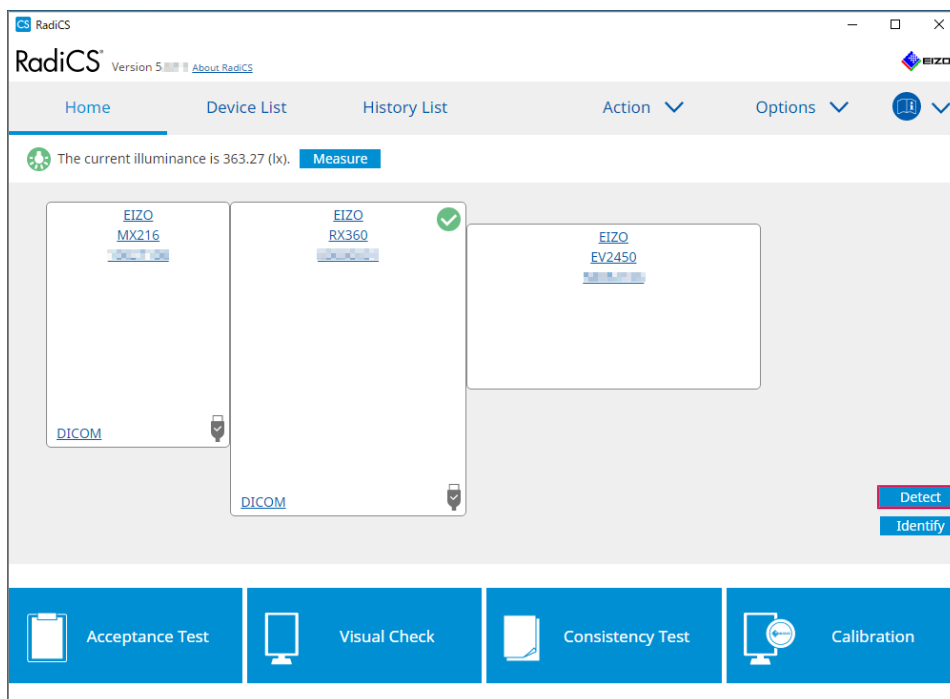 CS RadiCS
RadiCS® Version 5. About RadiCS
EIZO
Home Device List History List Action Options
The current illuminance is 363.27 (lx). Measure
EIZO
MX216
DICOM
EIZO
RX360
DICOM
EIZO
EV2450
Detect
Identify
Acceptance Test Visual Check Consistency Test Calibration